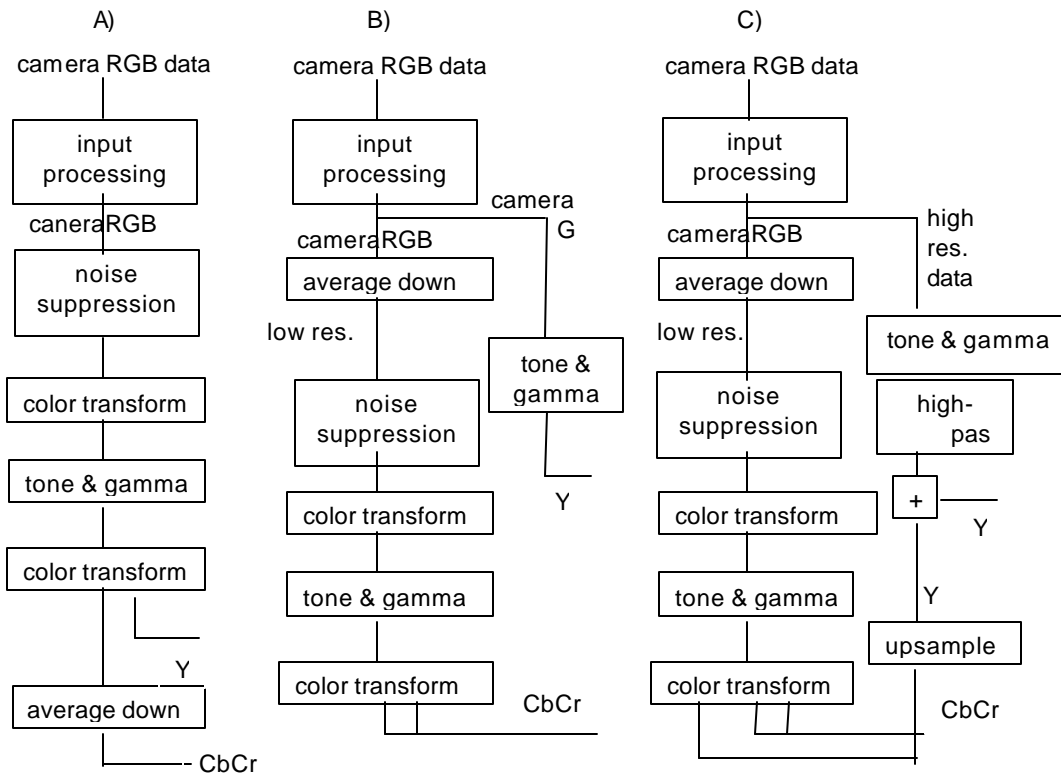 A)
camera RGB data
input
processing
caneraRGB
noise
suppression
color transform
tone & gamma
color transform
Y
average down
CbCr
B)
camera RGB data
input
processing
camera
G
cameraRGB
average down
low res.
tone &
gamma
noise
suppression
Y
color transform
tone & gamma
color transform
CbCr
C)
camera RGB data
input
processing
high
res.
data
cameraRGB
average down
low res.
tone & gamma
high-
pas
noise
suppression
+
Y
color transform
Y
tone & gamma
upsample
color transform
CbCr